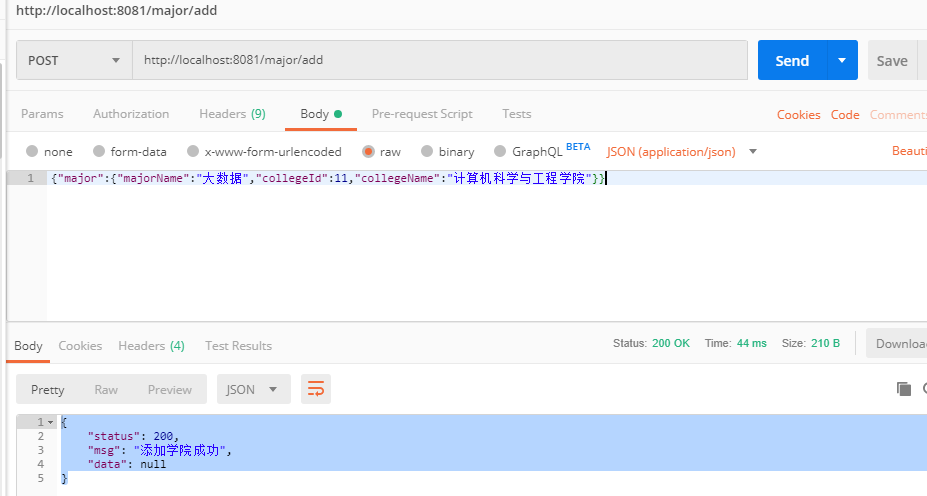 http://localhost:8081/major/add
POST http://localhost:8081/major/add Send Save
Params Authorization Headers (9) Body Pre-request Script Tests Cookies Code Comments
none form-data x-www-form-urlencoded raw binary GraphQL BETA JSON (application/json) Beauti
1 {"major":{"majorName":"大数据","collegeId":11,"collegeName":"计算机科学与工程学院"}}
Body Cookies Headers (4) Test Results Status: 200 OK Time: 44 ms Size: 210 B Downloa
Pretty Raw Preview JSON
1 {
2 "status": 200,
3 "msg": "添加学院成功",
4 "data": null
5 }